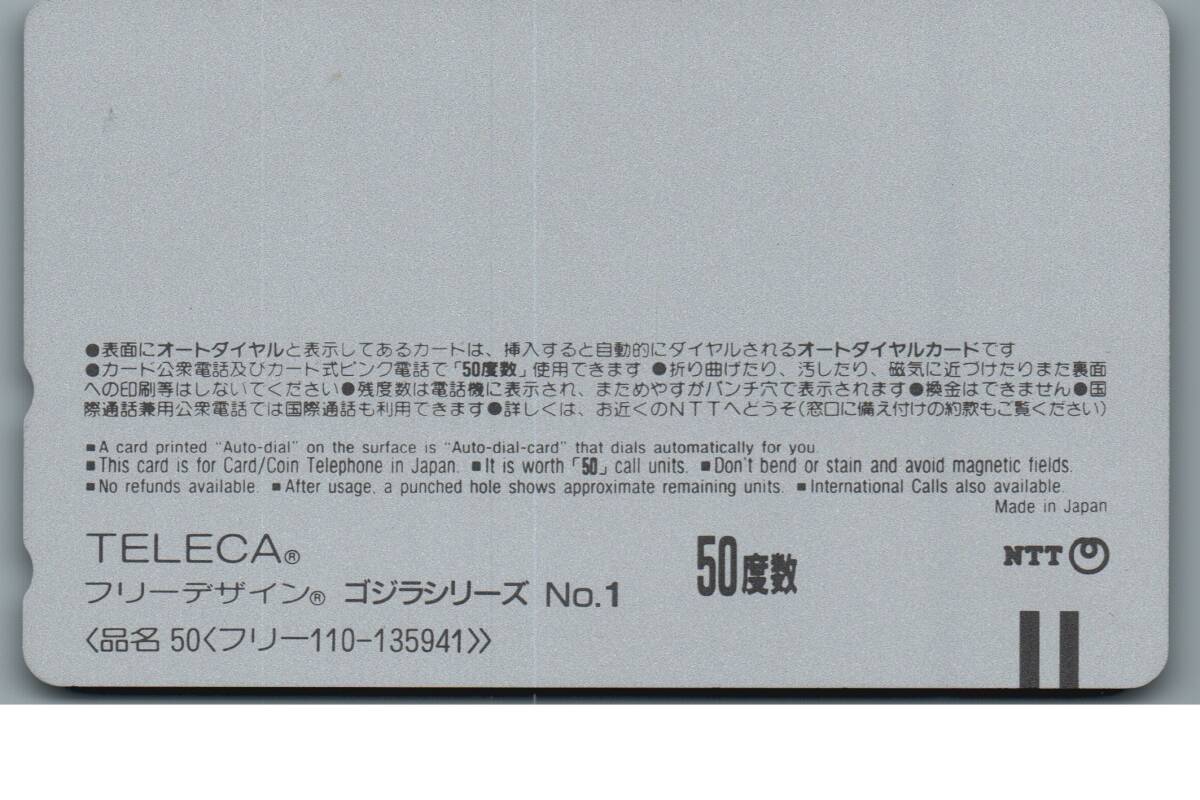 ●表面にオートダイヤルと表示してあるカードは、挿入すると自動的にダイヤルされるオートダイヤルカードです
●カード公衆電話及びカード式ピンク電話で「50度数」使用できます ●折り曲げたり、汚したり、磁気に近づけたりまた裏面
への印刷等はしないでください●残度数は電話機に表示され、まためやすがパンチ穴で表示されます●換金はできません●国
際通話兼用公衆電話では国際通話も利用できます●詳しくは、お近くのNTTへどうぞ(窓口に備え付けの約款もご覧ください)
■A card printed "Auto-dial" on the surface is "Auto-dial-card" that dials automatically for you.
■This card is for Card/Coin Telephone in Japan. ■It is worth「50」call units. ■Don't bend or stain and avoid magnetic fields.
■No refunds available. ■After usage, a punched hole shows approximate remaining units. ■International Calls also available.
Made in Japan
TELECA®
フリーデザイン® ゴジラシリーズ No.1
〈品名 50〈フリー110-135941〉〉
50度数
NTT